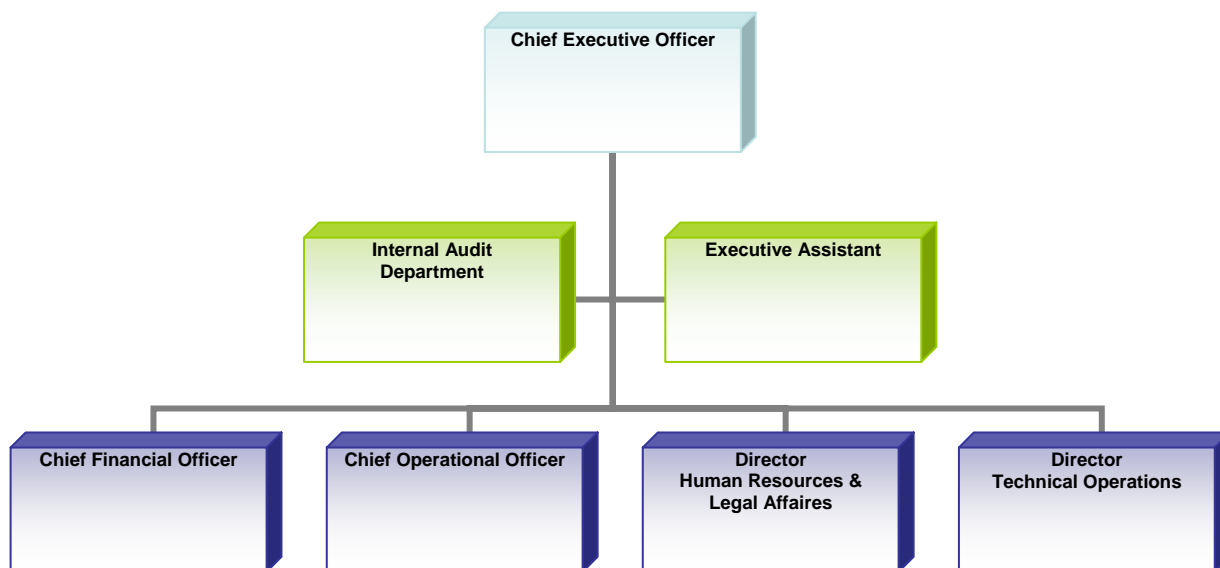 Chief Executive Officer
Internal Audit
Department
Executive Assistant
Chief Financial Officer
Chief Operational Officer
Director
Human Resources &
Legal Affaires
Director
Technical Operations